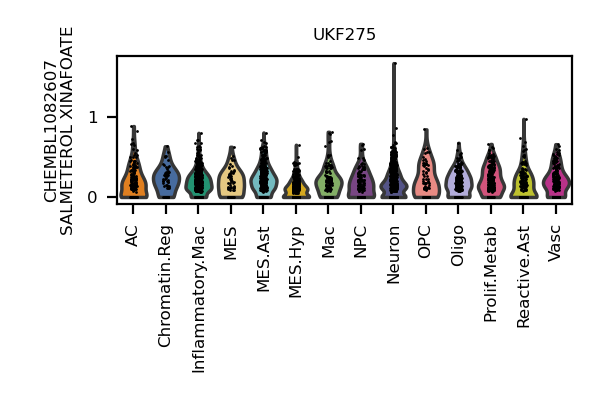 UKF275
CHEMBL1082607
SALMETEROL XINAFOATE
1
0
AC
Chromatin.Reg
Inflammatory.Mac
MES
MES.Ast
MES.Hyp
Mac
NPC
Neuron
OPC
Oligo
Prolif.Metab
Reactive.Ast
Vasc